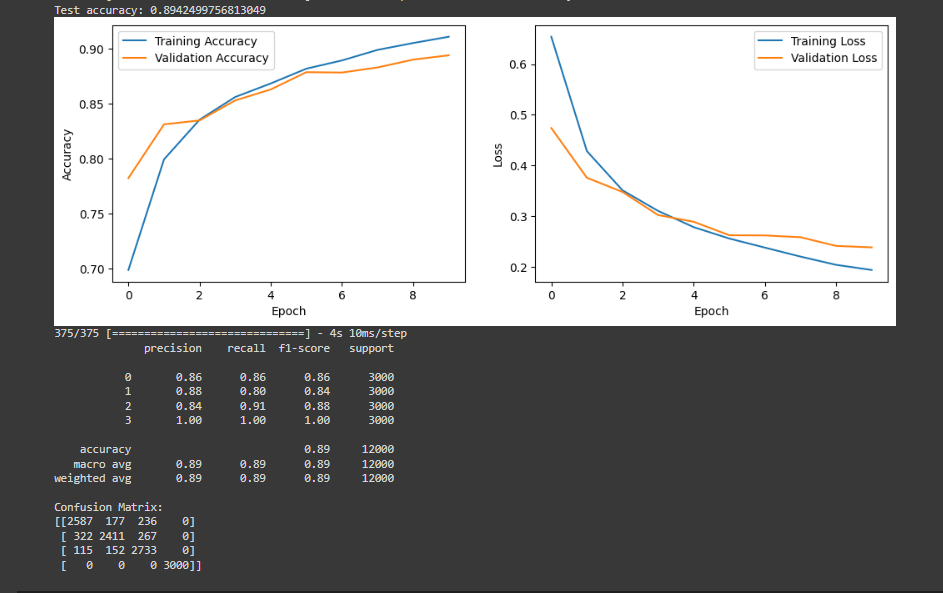 Test accuracy: 0.8942499756813049
Training Accuracy
Validation Accuracy
0.90
0.85
0.80
0.75
0.70
Accuracy
0 2 4 6 8
Epoch
Training Loss
Validation Loss
0.6
0.5
0.4
0.3
0.2
Loss
0 2 4 6 8
Epoch
375/375 [==============================] - 4s 10ms/step
precision recall f1-score support
0 0.86 0.86 0.86 3000
1 0.88 0.80 0.84 3000
2 0.84 0.91 0.88 3000
3 1.00 1.00 1.00 3000
accuracy 0.89 12000
macro avg 0.89 0.89 0.89 12000
weighted avg 0.89 0.89 0.89 12000
Confusion Matrix:
[[2587 177 236 0]
[ 322 2411 267 0]
[ 115 152 2733 0]
[ 0 0 0 3000]]